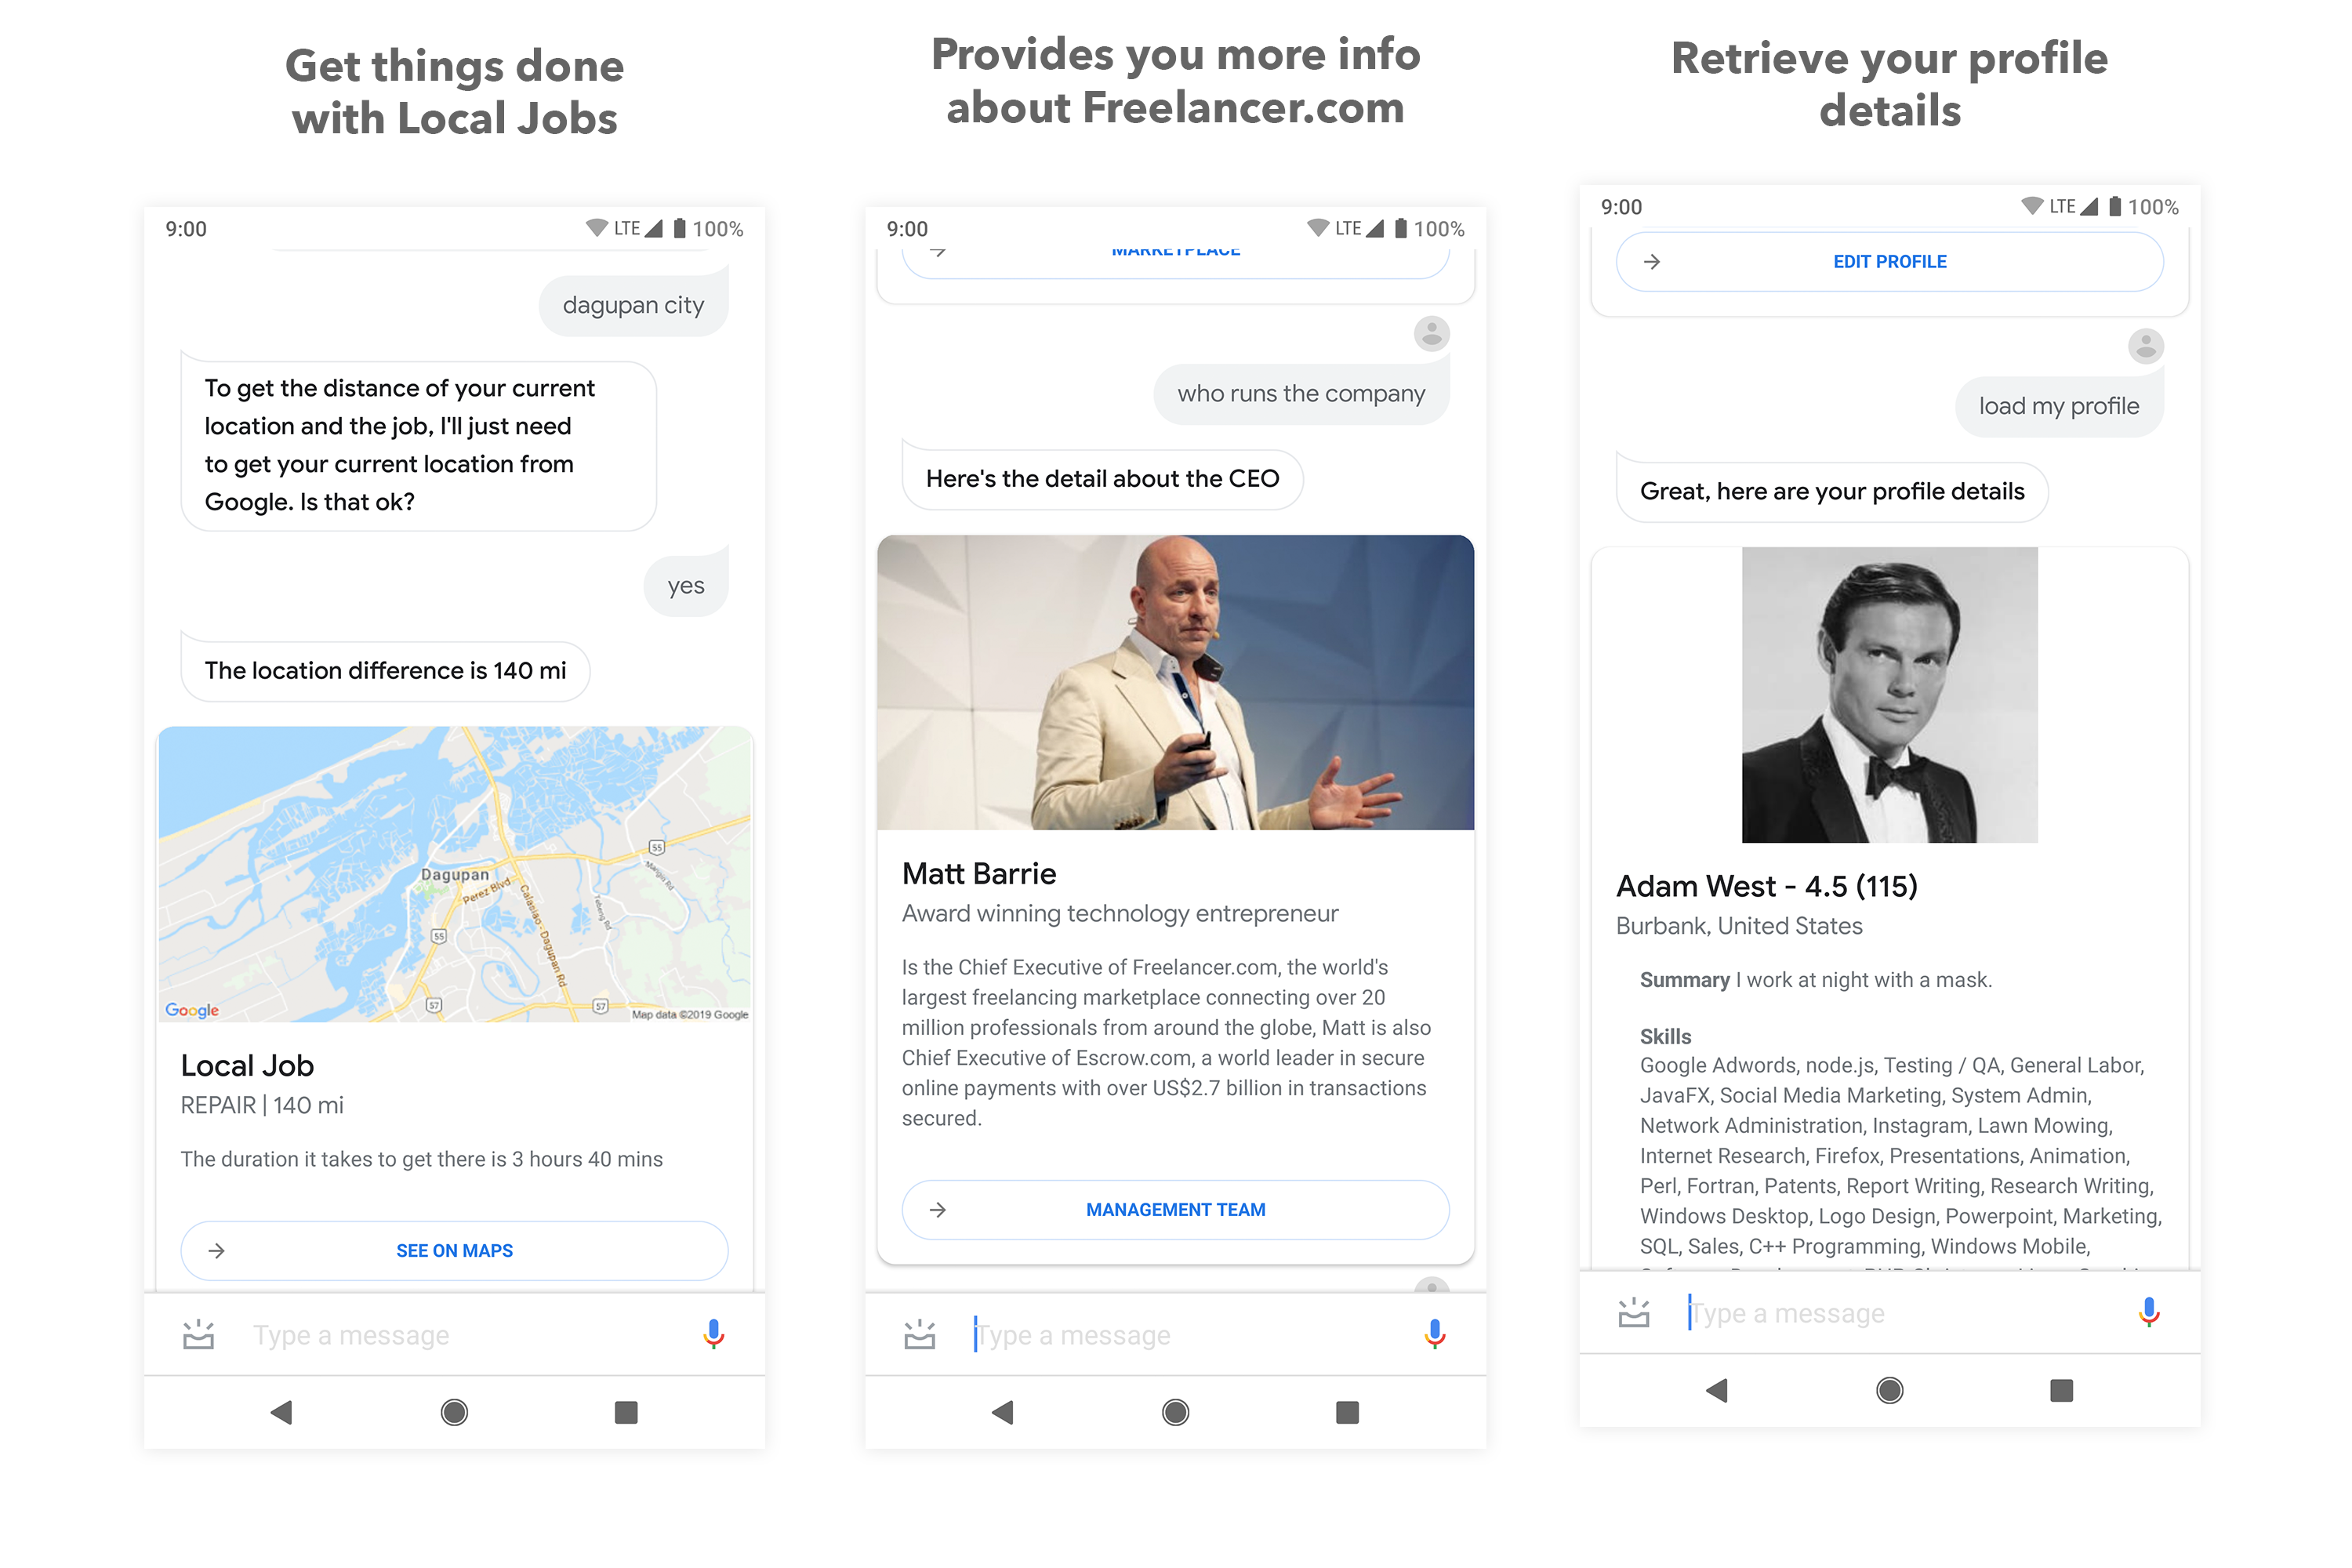 Get things done
with Local Jobs
9:00
LTE
100%
dagupan city
To get the distance of your current
location and the job, I'll just need
to get your current location from
Google. Is that ok?
yes
The location difference is 140 mi
55
Dagupan
Perez Blvd
Mangin Rd
Calasiao - Dagupan Rd
Tebeng Rd
55
57
57
Google
Map data ©2019 Google
Local Job
REPAIR | 140 mi
The duration it takes to get there is 3 hours 40 mins
SEE ON MAPS
Type a message
Provides you more info
about Freelancer.com
9:00
LTE
100%
MARKETPLACE
who runs the company
Here's the detail about the CEO
Matt Barrie
Award winning technology entrepreneur
Is the Chief Executive of Freelancer.com, the world's
largest freelancing marketplace connecting over 20
million professionals from around the globe, Matt is also
Chief Executive of Escrow.com, a world leader in secure
online payments with over US$2.7 billion in transactions
secured.
MANAGEMENT TEAM
Type a message
Retrieve your profile
details
9:00
LTE
100%
EDIT PROFILE
load my profile
Great, here are your profile details
Adam West - 4.5 (115)
Burbank, United States
Summary I work at night with a mask.
Skills
Google Adwords, node.js, Testing / QA, General Labor,
JavaFX, Social Media Marketing, System Admin,
Network Administration, Instagram, Lawn Mowing,
Internet Research, Firefox, Presentations, Animation,
Perl, Fortran, Patents, Report Writing, Research Writing,
Windows Desktop, Logo Design, Powerpoint, Marketing,
SQL, Sales, C++ Programming, Windows Mobile,
Type a message